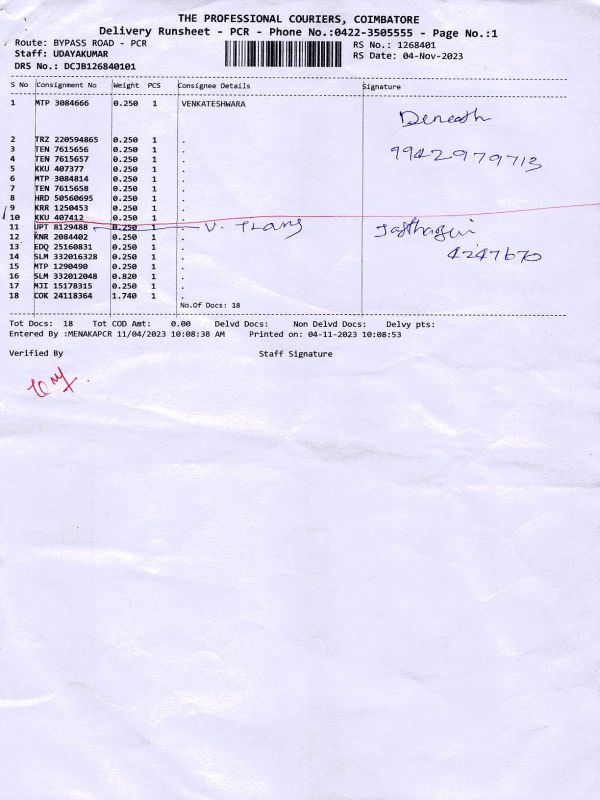 THE PROFESSIONAL COURIERS, COIMBATORE
Delivery Runsheet - PCR - Phone No.:0422-3505555 - Page No.:1
Route: BYPASS ROAD - PCR RS No.: 1268401
Staff: UDAYAKUMAR RS Date: 04-Nov-2023
DRS No.: DCJB126840101
S No Consignment No Weight PCS Consignee Details Signature
1 MTP 3084666 0.250 1 VENKATESHWARA
Denesh
2 TRZ 220594865 0.250 1 .
3 TEN 7615656 0.250 1 . 9942979713
4 TEN 7615657 0.250 1 .
5 KKU 407377 0.250 1 .
6 MTP 3084814 0.250 1 .
7 TEN 7615658 0.250 1 .
8 HRD 50560695 0.250 1 .
9 KRR 1250453 0.250 1 .
10 KKU 407412 0.250 1 .
11 UPT 8129488 0.250 1 . V. Trans
12 KNR 2084402 0.250 1 .
13 EDQ 25160831 0.250 1 .
14 SLM 332016328 0.250 1 . 4247670
15 MTP 1290490 0.250 1 .
16 SLM 332012048 0.820 1 .
17 MJI 15178315 0.250 1 .
18 COK 24118364 1.740 1 .
No.Of Docs: 18
Tot Docs: 18 Tot COD Amt: 0.00 Delvd Docs: Non Delvd Docs: Delvy pts:
Entered By :MENAKAPCR 11/04/2023 10:08:38 AM Printed on: 04-11-2023 10:08:53
Verified By Staff Signature